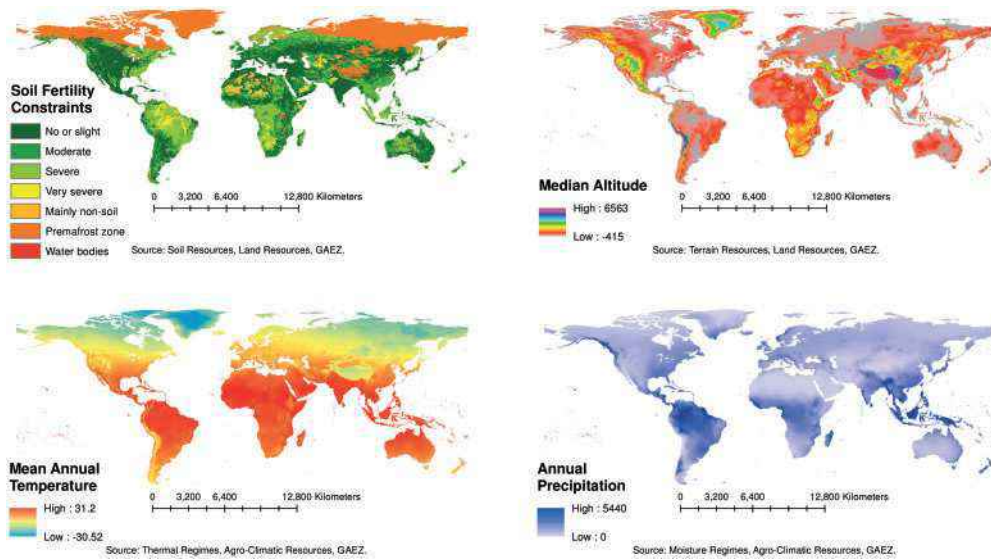 Soil Fertility
Constraints
No or slight
Moderate
Severe
Very severe
Mainly non-soil
Premafrost zone
Water bodies
0 3,200 6,400 12,800 Kilometers
Source: Soil Resources, Land Resources, GAEZ.
Median Altitude
High : 6563
Low : -415
0 3,200 6,400 12,800 Kilometers
Source: Terrain Resources, Land Resources, GAEZ.
Mean Annual
Temperature
High : 31.2
Low : -30.52
0 3,200 6,400 12,800 Kilometers
Source: Thermal Regimes, Agro-Climatic Resources, GAEZ.
Annual
Precipitation
High : 5440
Low : 0
0 3,200 6,400 12,800 Kilometers
Source: Moisture Regimes, Agro-Climatic Resources, GAEZ.